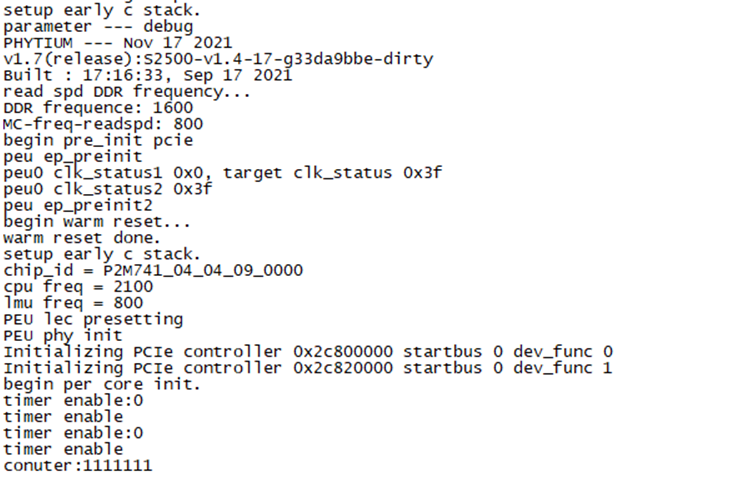 setup early c stack.
parameter --- debug
PHYTIUM --- Nov 17 2021
v1.7(release):S2500-v1.4-17-g33da9bbe-dirty
Built : 17:16:33, Sep 17 2021
read spd DDR frequency...
DDR frequence: 1600
MC-freq-readspd: 800
begin pre_init pcie
peu ep_preinit
peu0 clk_status1 0x0, target clk_status 0x3f
peu0 clk_status2 0x3f
peu ep_preinit2
begin warm reset...
warm reset done.
setup early c stack.
chip_id = P2M741_04_04_09_0000
cpu freq = 2100
lmu freq = 800
PEU lec presetting
PEU phy init
Initializing PCIe controller 0x2c800000 startbus 0 dev_func 0
Initializing PCIe controller 0x2c820000 startbus 0 dev_func 1
begin per core init.
timer enable:0
timer enable
timer enable:0
timer enable
conuter:1111111